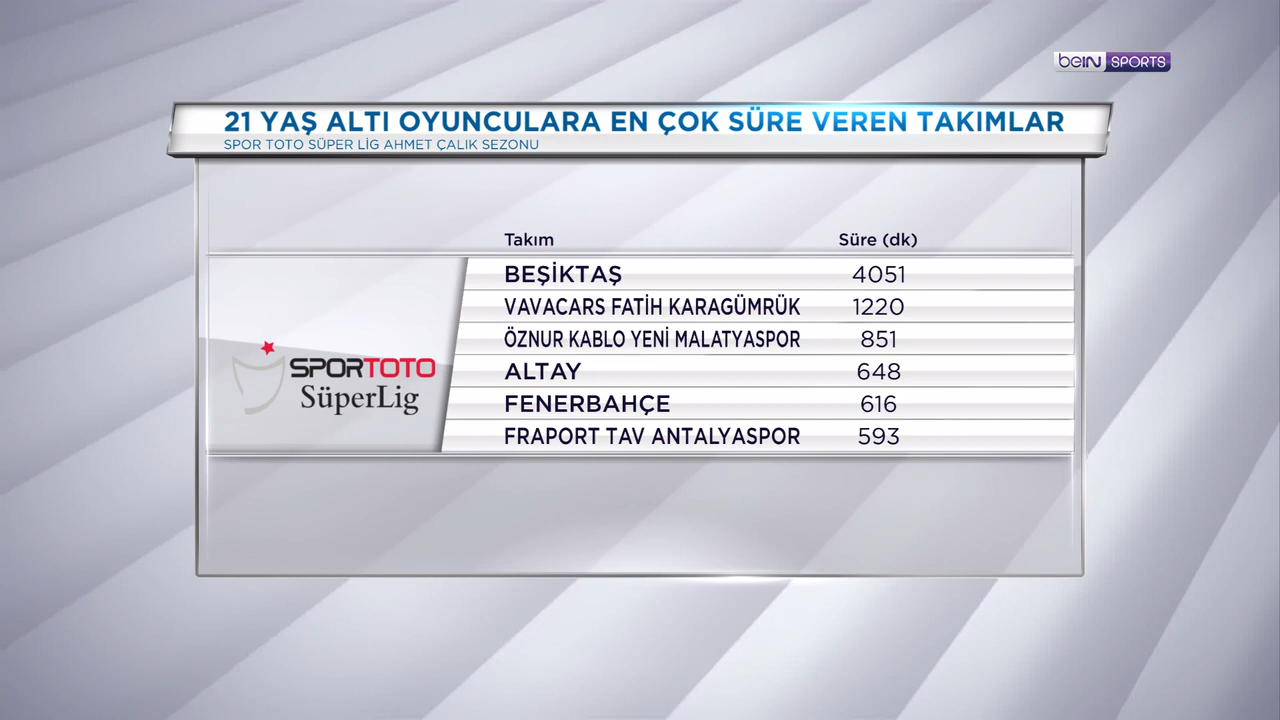 beIN SPORTS
21 YAŞ ALTI OYUNCULARA EN ÇOK SÜRE VEREN TAKIMLAR
SPOR TOTO SÜPER LİG AHMET ÇALIK SEZONU
Takım Süre (dk)
BEŞİKTAŞ 4051
VAVACARS FATİH KARAGÜMRÜK 1220
ÖZNUR KABLO YENİ MALATYASPOR 851
ALTAY 648
FENERBAHÇE 616
FRAPORT TAV ANTALYASPOR 593
SPORTOTO
SüperLig